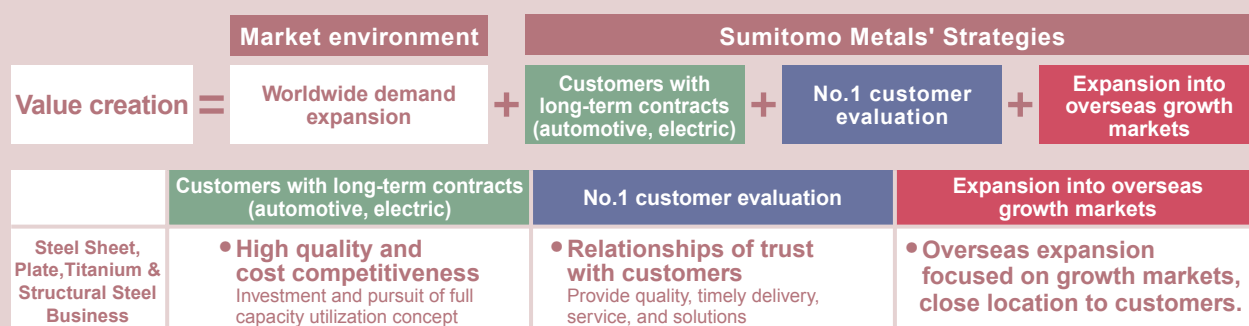 Market environment
Sumitomo Metals' Strategies
Value creation
=
Worldwide demand
expansion
+
Customers with
long-term contracts
(automotive, electric)
+
No.1 customer
evaluation
+
Expansion into
overseas growth
markets
Customers with long-term contracts
(automotive, electric)
No.1 customer evaluation
Expansion into overseas
growth markets
Steel Sheet,
Plate,Titanium &
Structural Steel
Business
• High quality and
cost competitiveness
Investment and pursuit of full
capacity utilization concept
• Relationships of trust
with customers
Provide quality, timely delivery,
service, and solutions
• Overseas expansion
focused on growth markets,
close location to customers.